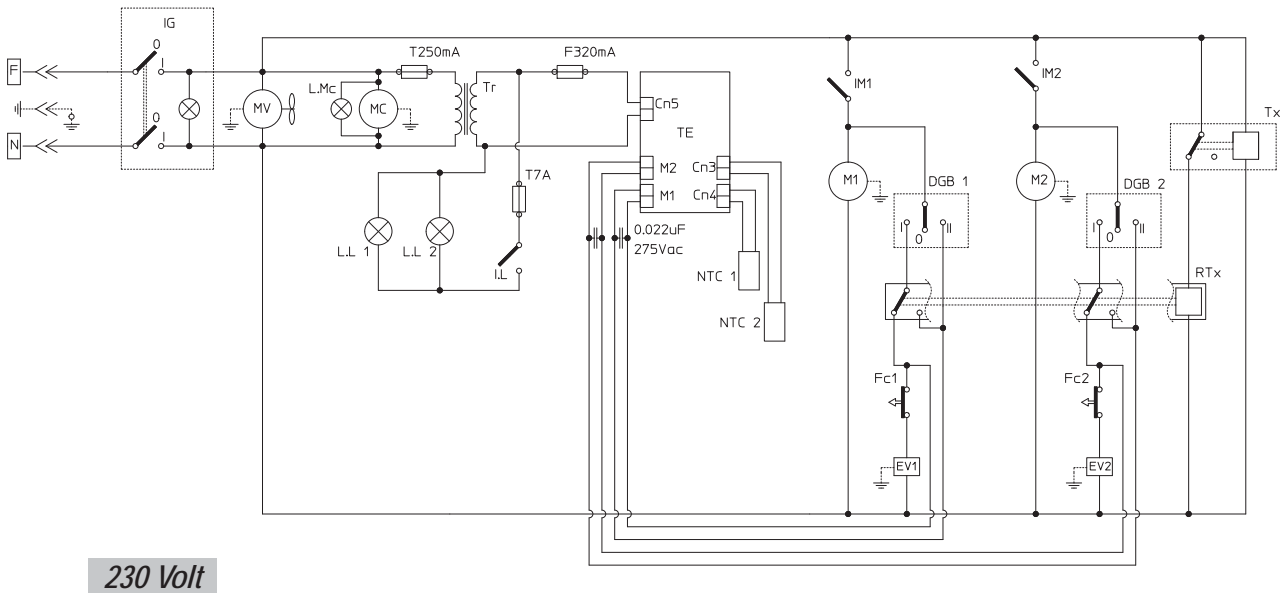 IG
0
I
F
N
0
I
MV
L.Mc
MC
T250mA
Tr
F320mA
Cn5
TE
M2
Cn3
M1
Cn4
T7A
0.022uF
275Vac
L.L 1
L.L 2
I.L
NTC 1
NTC 2
IM1
IM2
Tx
M1
M2
DGB 1
DGB 2
I
0
II
I
0
II
RTx
Fc1
Fc2
EV1
EV2
230 Volt